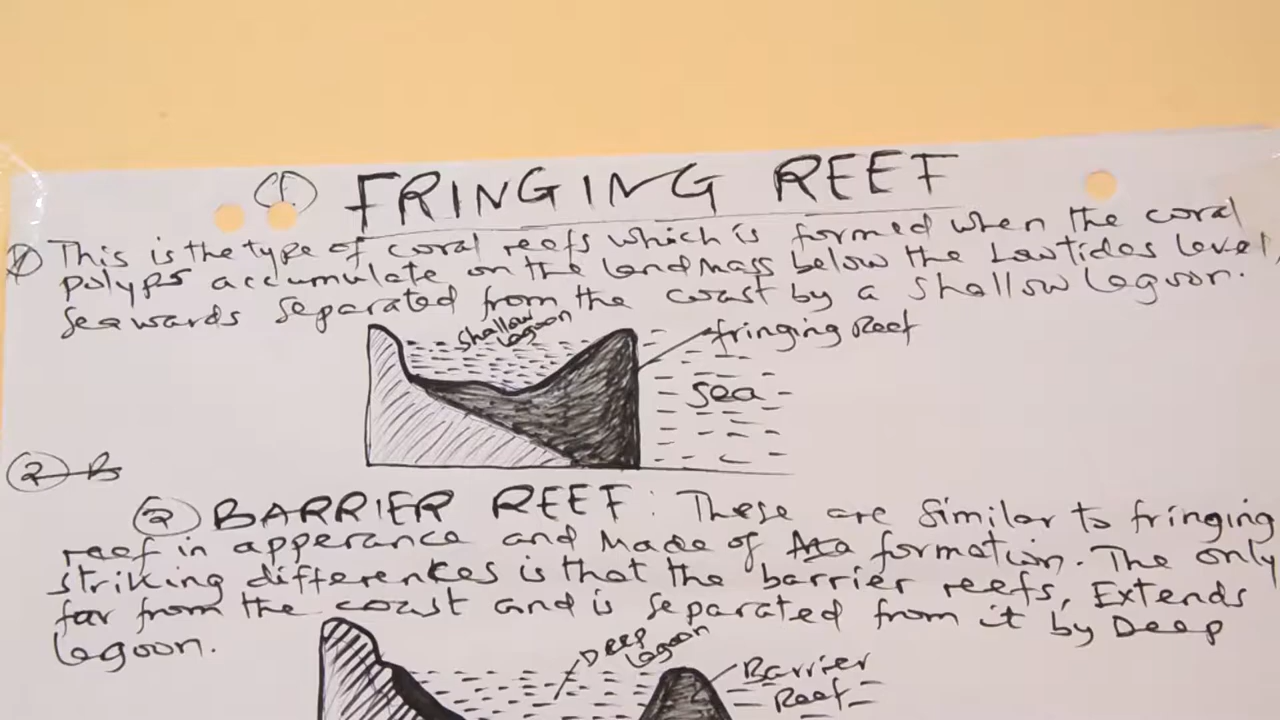 (1) FRINGING REEF
This is the type of coral reefs which is formed when the coral
polyps accumulate on the landmass below the Lowtides level,
seawards separated from the coast by a shallow lagoon.
Shallow
lagoon
fringing Reef
Sea
(2) B
(2) BARRIER REEF: These are similar to fringing
reef in apperance and Made of formation. The only
striking differenkes is that the barrier reefs, Extends
far from the coast and is separated from it by Deep
lagoon.
Deep
lagoon
Barrier
Reef